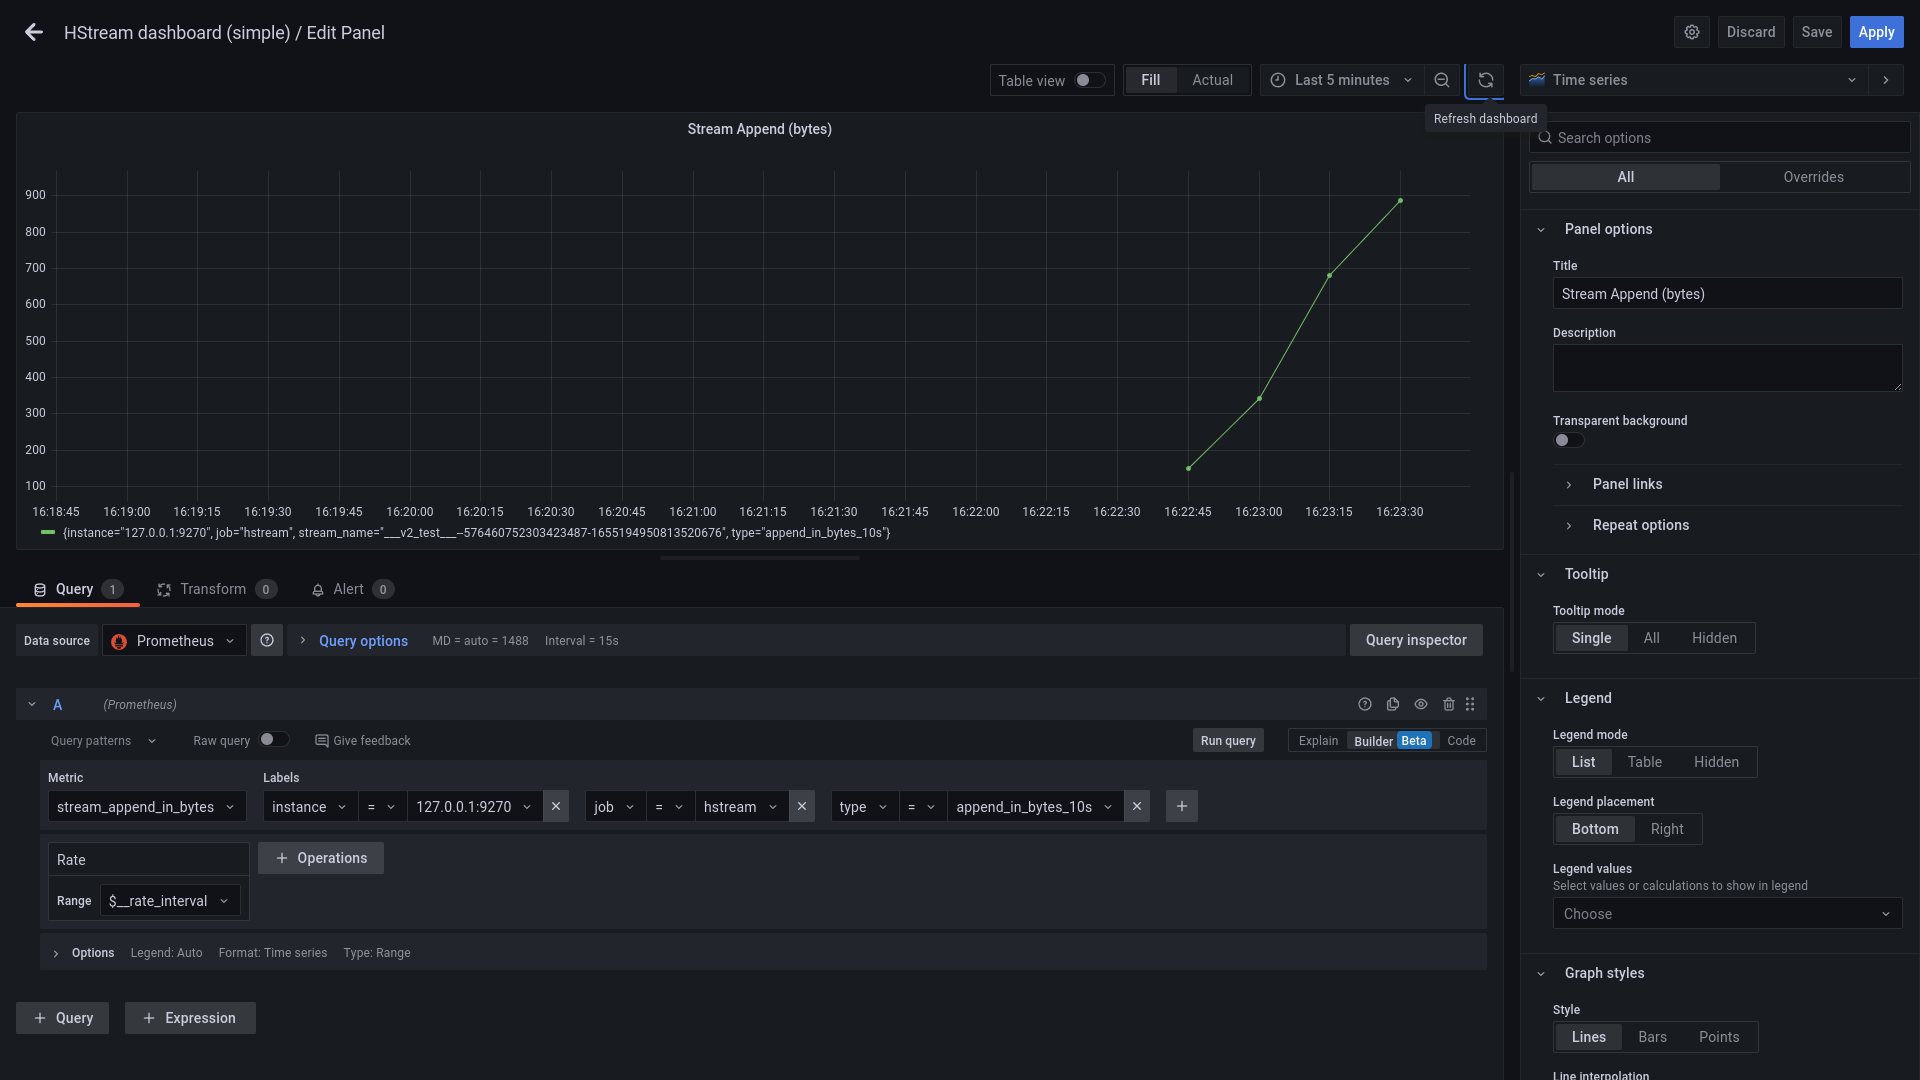 HStream dashboard (simple) / Edit Panel
Discard
Save
Apply
Table view
Fill
Actual
Last 5 minutes
Time series
Refresh dashboard
Stream Append (bytes)
900
800
700
600
500
400
300
200
100
16:18:45 16:19:00 16:19:15 16:19:30 16:19:45 16:20:00 16:20:15 16:20:30 16:20:45 16:21:00 16:21:15 16:21:30 16:21:45 16:22:00 16:22:15 16:22:30 16:22:45 16:23:00 16:23:15 16:23:30
{instance="127.0.0.1:9270", job="hstream", stream_name="___v2_test___--576460752303423487-1655194950813520676", type="append_in_bytes_10s"}
Query 1
Transform 0
Alert 0
Data source
Prometheus
Query options
MD = auto = 1488
Interval = 15s
Query inspector
A
(Prometheus)
Query patterns
Raw query
Give feedback
Run query
Explain
Builder Beta
Code
Metric
Labels
stream_append_in_bytes
instance = 127.0.0.1:9270
job = hstream
type = append_in_bytes_10s
Rate
Operations
Range $__rate_interval
Options
Legend: Auto
Format: Time series
Type: Range
+ Query
+ Expression
Search options
All
Overrides
Panel options
Title
Stream Append (bytes)
Description
Transparent background
Panel links
Repeat options
Tooltip
Tooltip mode
Single
All
Hidden
Legend
Legend mode
List
Table
Hidden
Legend placement
Bottom
Right
Legend values
Select values or calculations to show in legend
Choose
Graph styles
Style
Lines
Bars
Points
Line interpolation